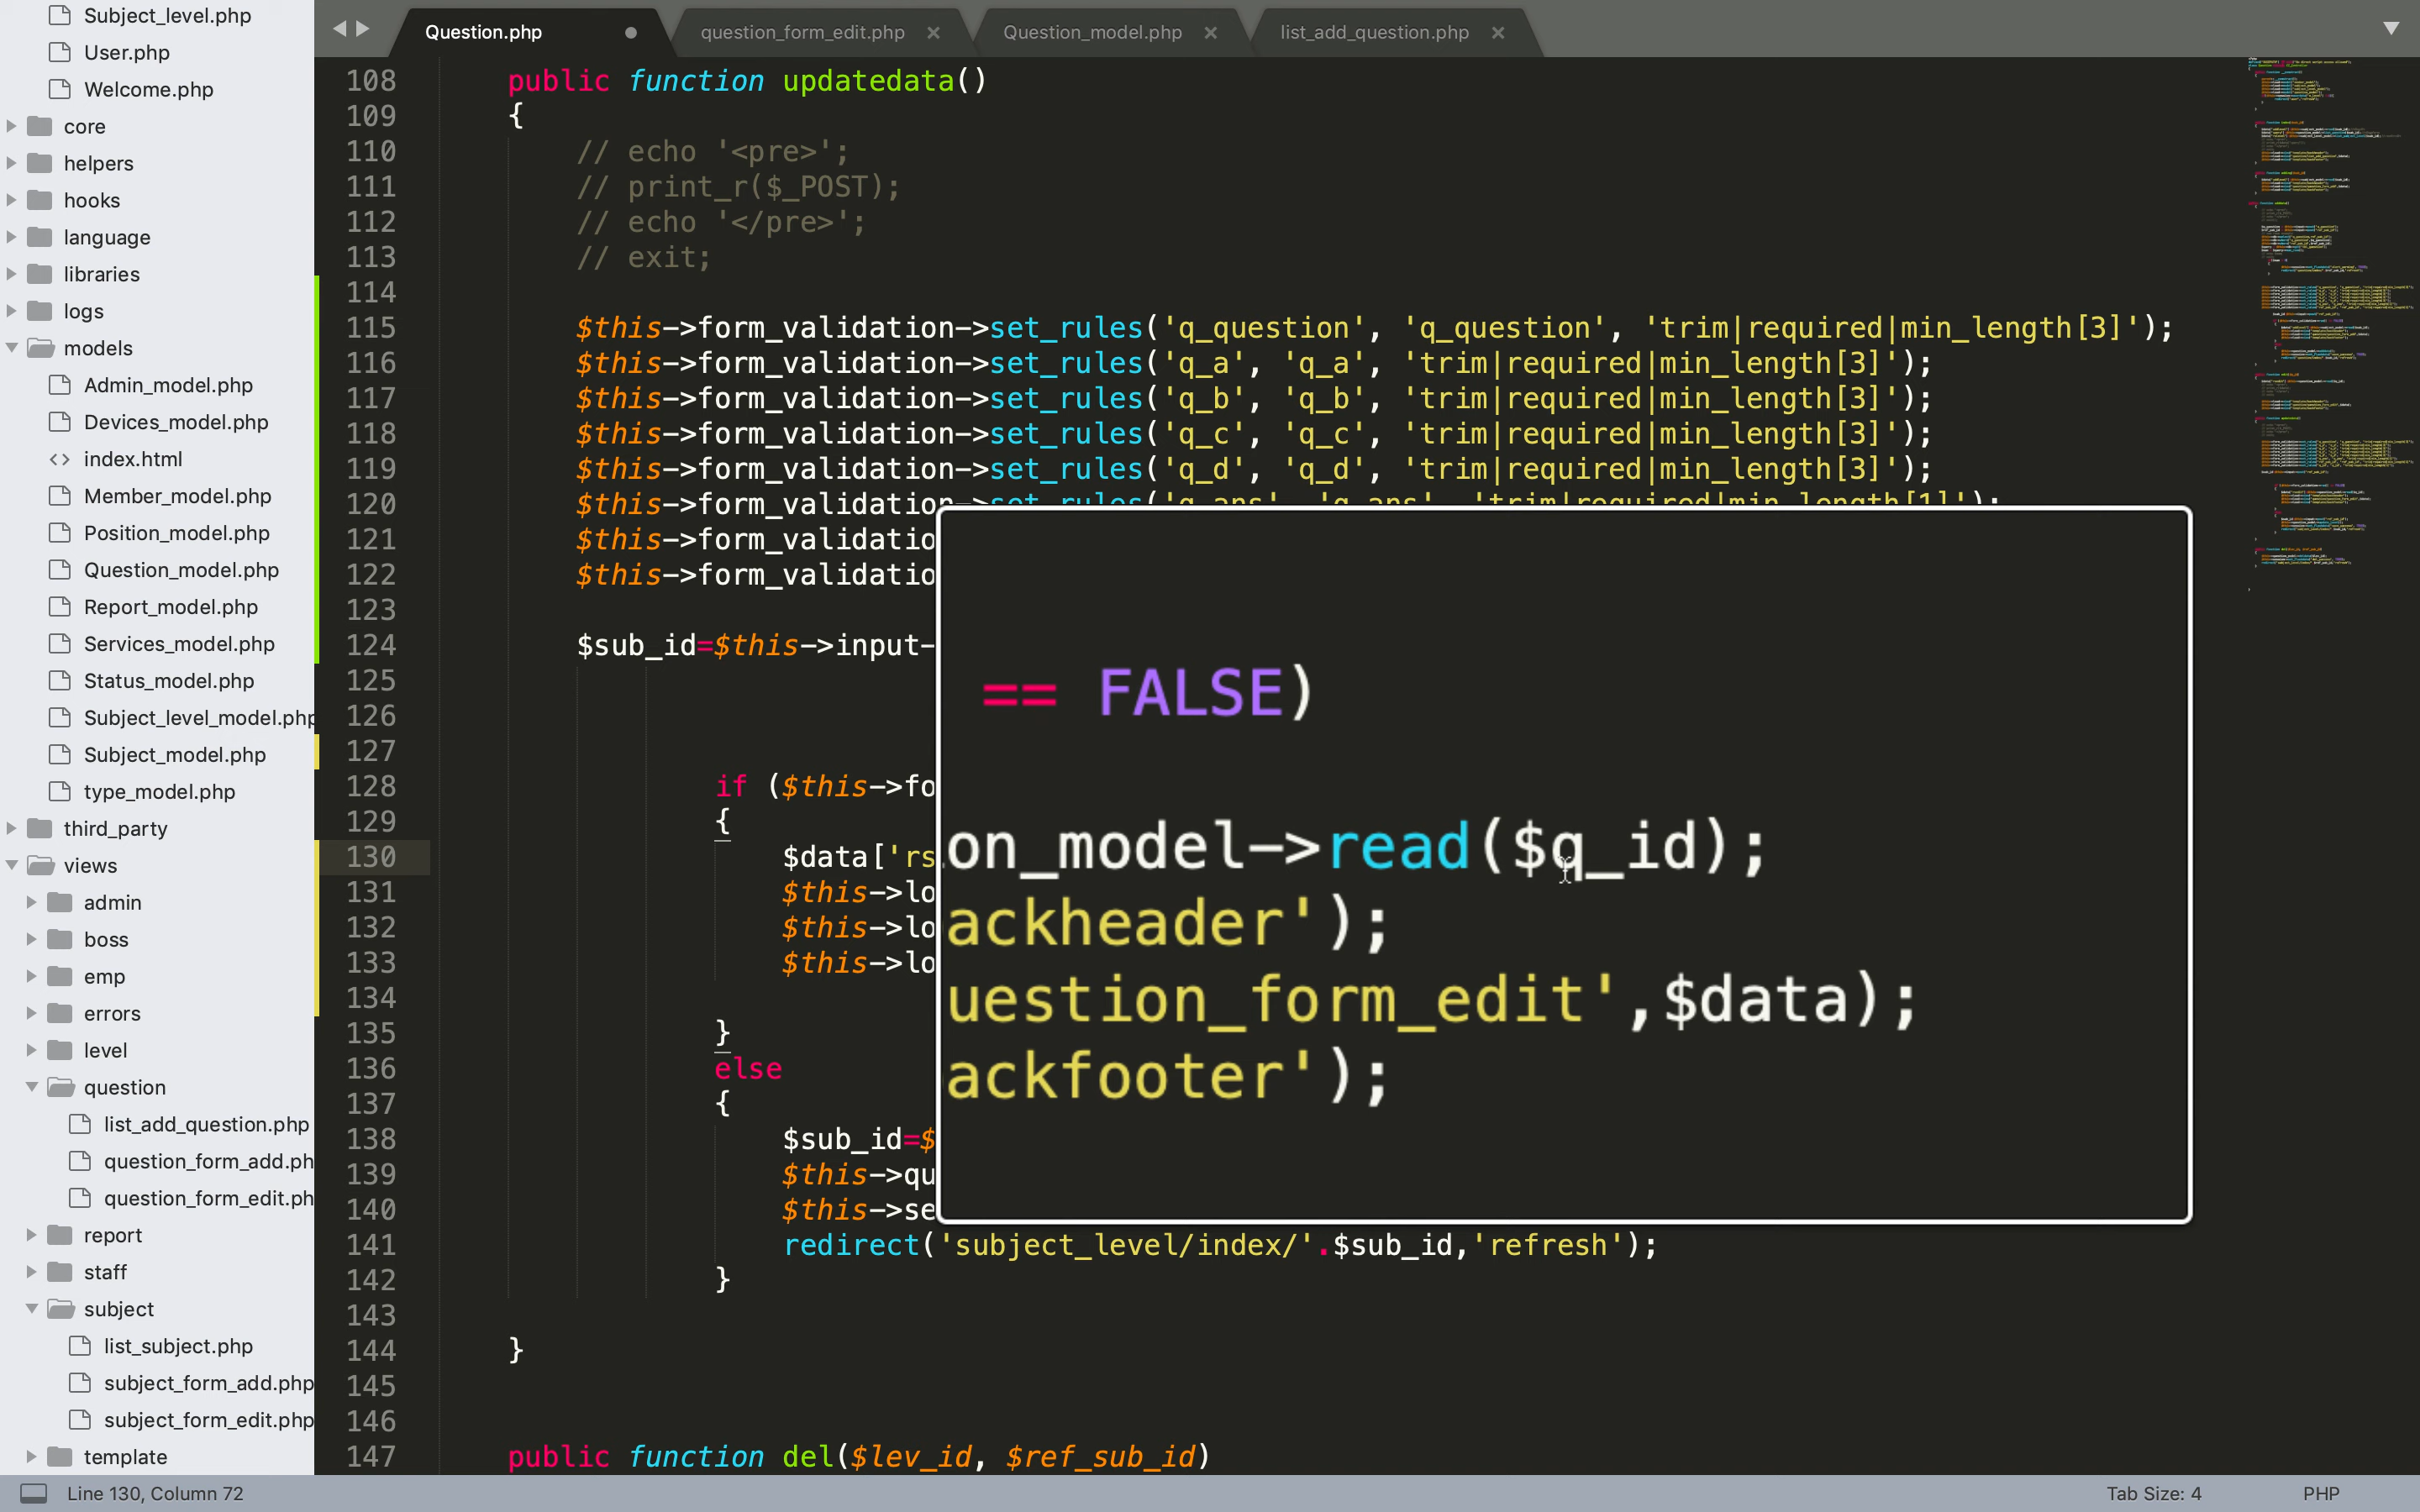 Subject_level.php
User.php
Welcome.php
core
helpers
hooks
language
libraries
logs
models
Admin_model.php
Devices_model.php
<> index.html
Member_model.php
Position_model.php
Question_model.php
Report_model.php
Services_model.php
Status_model.php
Subject_level_model.php
Subject_model.php
type_model.php
third_party
views
admin
boss
emp
errors
level
question
list_add_question.php
question_form_add.ph
question_form_edit.ph
report
staff
subject
list_subject.php
subject_form_add.php
subject_form_edit.php
template
Question.php question_form_edit.php Question_model.php list_add_question.php
108 public function updatedata()
109 {
110 // echo '<pre>';
111 // print_r($_POST);
112 // echo '</pre>';
113 // exit;
114
115 $this->form_validation->set_rules('q_question', 'q_question', 'trim|required|min_length[3]');
116 $this->form_validation->set_rules('q_a', 'q_a', 'trim|required|min_length[3]');
117 $this->form_validation->set_rules('q_b', 'q_b', 'trim|required|min_length[3]');
118 $this->form_validation->set_rules('q_c', 'q_c', 'trim|required|min_length[3]');
119 $this->form_validation->set_rules('q_d', 'q_d', 'trim|required|min_length[3]');
120 $this->form_validation->set_rules('q_ans', 'q_ans', 'trim|required|min_length[1]');
121 $this->form_validatio
122 $this->form_validatio
123
124 $sub_id=$this->input-
125
126
127
128 if ($this->fo
129 {
130 $data['rs
131 $this->lo
132 $this->lo
133 $this->lo
134
135 }
136 else
137 {
138 $sub_id=$
139 $this->qu
140 $this->se
141 redirect('subject_level/index/'.$sub_id,'refresh');
142 }
143
144 }
145
146
147 public function del($lev_id, $ref_sub_id)
== FALSE)
on_model->read($q_id);
ackheader');
uestion_form_edit',$data);
ackfooter');
Line 130, Column 72 Tab Size: 4 PHP